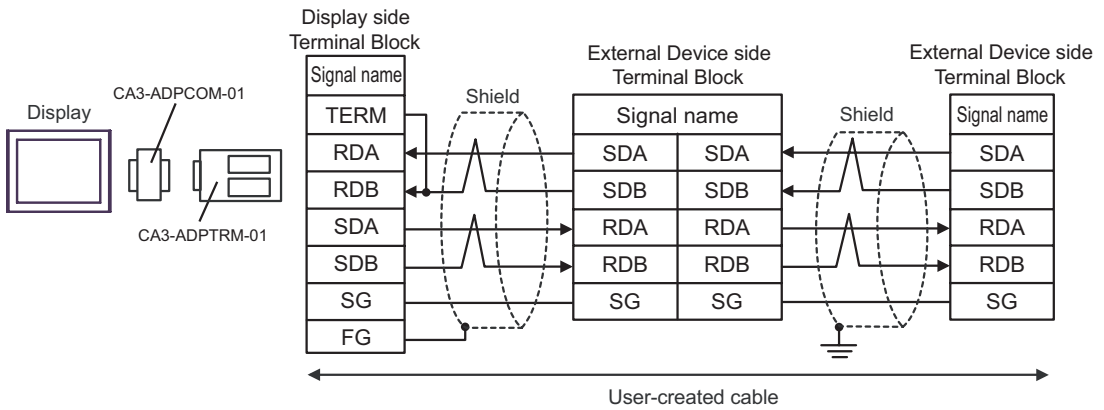 Display side
Terminal Block
External Device side
Terminal Block
External Device side
Terminal Block
Display
CA3-ADPCOM-01
CA3-ADPTRM-01
Signal name
TERM
RDA
RDB
SDA
SDB
SG
FG
Shield
Signal name
SDA SDA
SDB SDB
RDA RDA
RDB RDB
SG SG
Shield
Signal name
SDA
SDB
RDA
RDB
SG
User-created cable